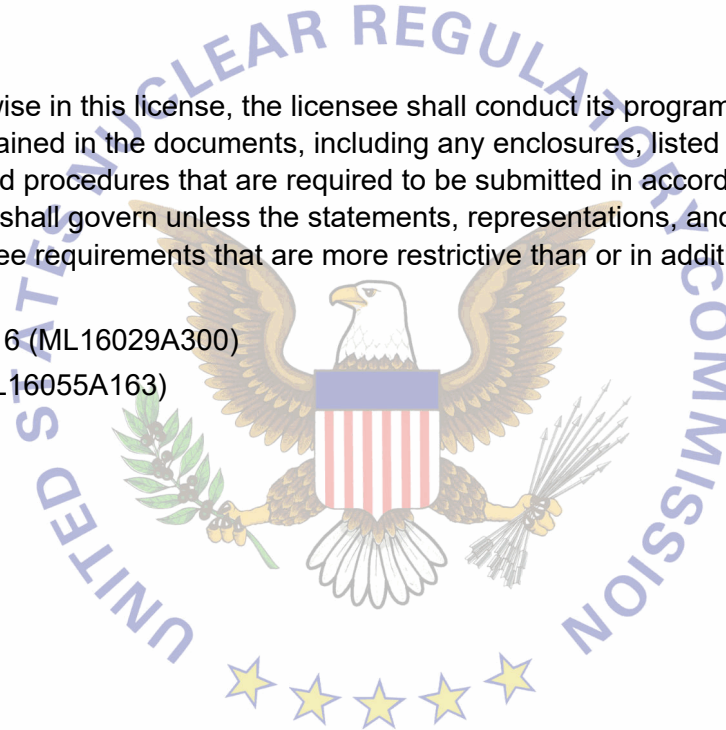 UNITED STATES NUCLEAR REGULATORY COMMISSION
wise in this license, the licensee shall conduct its program
ained in the documents, including any enclosures, listed
d procedures that are required to be submitted in accord
shall govern unless the statements, representations, and
ee requirements that are more restrictive than or in addit
6 (ML16029A300)
L16055A163)